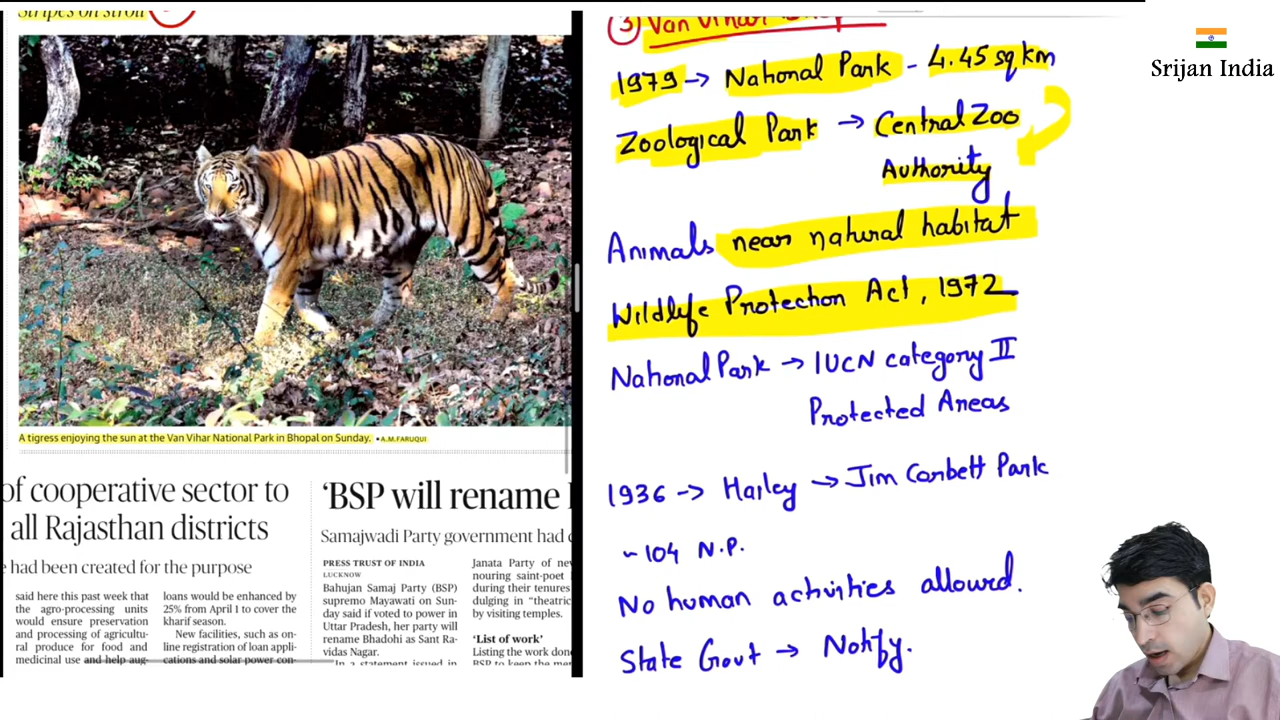 Stripes on stroll
A tigress enjoying the sun at the Van Vihar National Park in Bhopal on Sunday. • A.M. FARUQUI
of cooperative sector to
all Rajasthan districts
e had been created for the purpose
said here this past week that
the agro-processing units
would ensure preservation
and processing of agricultu-
ral produce for food and
medicinal use and help aug-
loans would be enhanced by
25% from April 1 to cover the
kharif season.
New facilities, such as on-
line registration of loan appli-
cations and solar power con-
'BSP will rename
Samajwadi Party government had
PRESS TRUST OF INDIA
LUCKNOW
Bahujan Samaj Party (BSP)
supremo Mayawati on Sun-
day said if voted to power in
Uttar Pradesh, her party will
rename Bhadohi as Sant Ra-
vidas Nagar.
In a statement issued in
Janata Party of
nouring saint-poet
during their tenures
dulging in "theatric
by visiting temples.
'List of work'
Listing the work done
BSP to keep the
3 Van Vihar
1979 → National Park - 4.45 sq km
Zoological Park → Central Zoo
Authority
Animals near natural habitat
Wildlife Protection Act, 1972
National Park → IUCN category II
Protected Areas
1936 → Hailey → Jim Corbett Park
~ 104 N.P.
No human activities allowed.
State Govt → Notify.
Srijan India